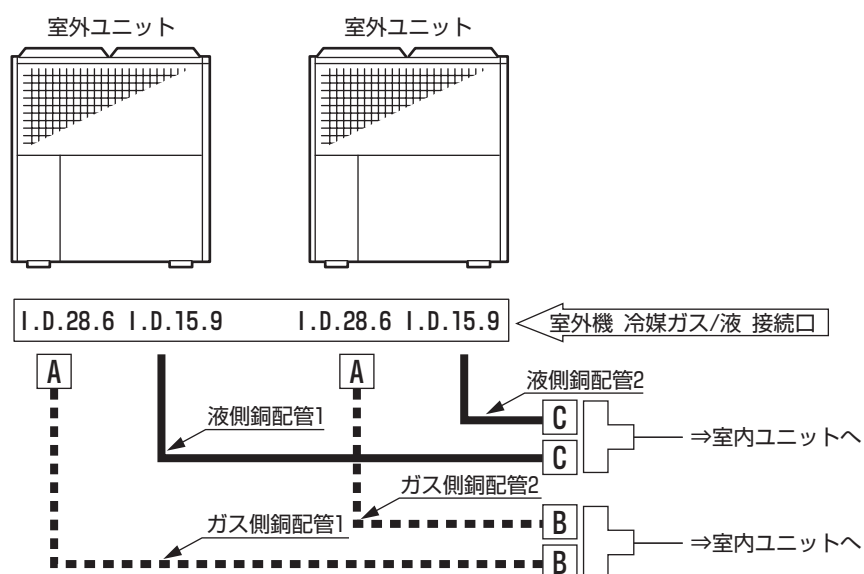 室外ユニット 室外ユニット
I.D.28.6 I.D.15.9 I.D.28.6 I.D.15.9 室外機 冷媒ガス/液 接続口
A A
液側銅配管2
液側銅配管1 C
⇒室内ユニットへ
C
ガス側銅配管2
ガス側銅配管1 B
⇒室内ユニットへ
B